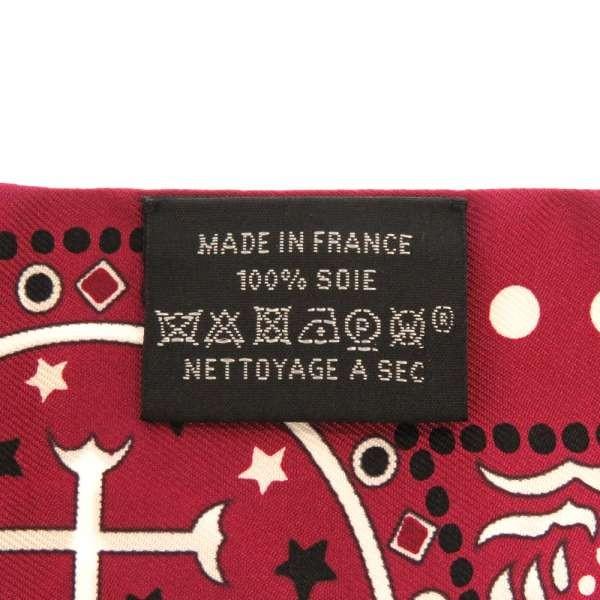 MADE IN FRANCE
100% SOIE
P W ®
NETTOYAGE A SEC